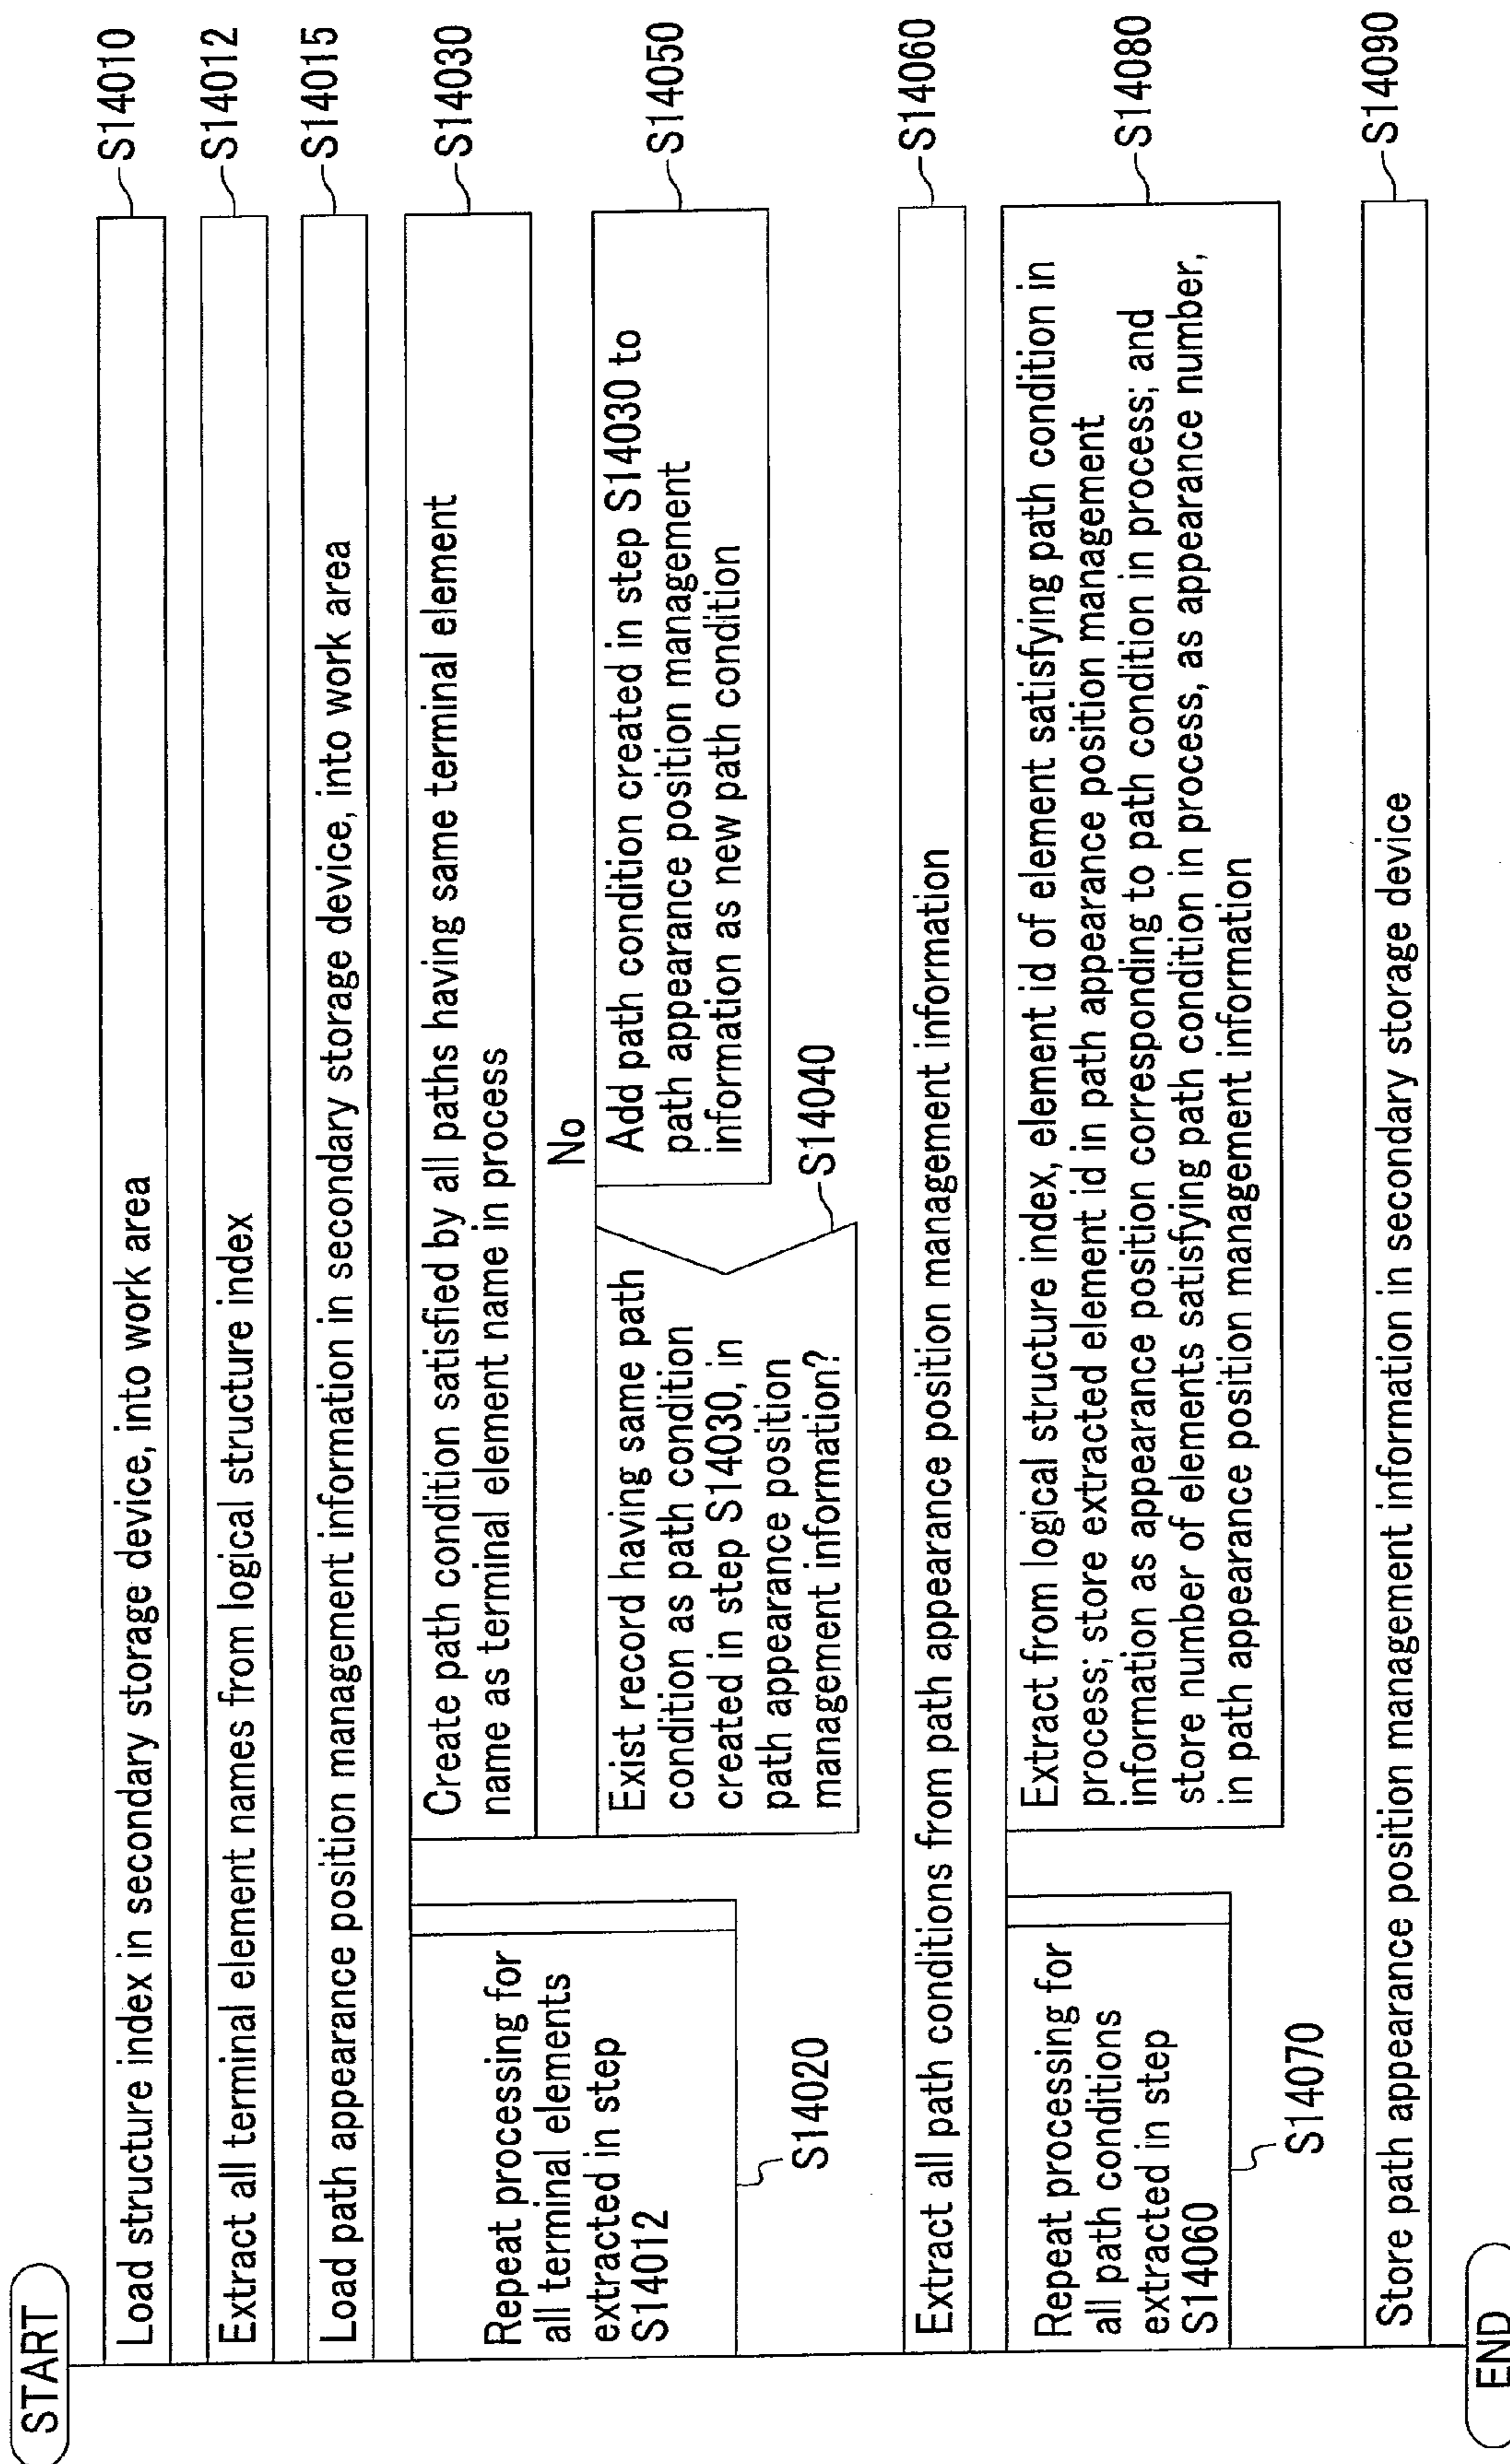 START
Load structure index in secondary storage device, into work area
S14010
Extract all terminal element names from logical structure index
S14012
Load path appearance position management information in secondary storage device, into work area
S14015
Repeat processing for
all terminal elements
extracted in step
S14012
S14020
Create path condition satisfied by all paths having same terminal element
name as terminal element name in process
S14030
Exist record having same path
condition as path condition
created in step S14030, in
path appearance position
management information?
S14040
No
Add path condition created in step S14030 to
path appearance position management
information as new path condition
S14050
Extract all path conditions from path appearance position management information
S14060
Repeat processing for
all path conditions
extracted in step
S14060
S14070
Extract from logical structure index, element id of element satisfying path condition in
process; store extracted element id in path appearance position management
information as appearance position corresponding to path condition in process; and
store number of elements satisfying path condition in process, as appearance number,
in path appearance position management information
S14080
Store path appearance position management information in secondary storage device
S14090
END